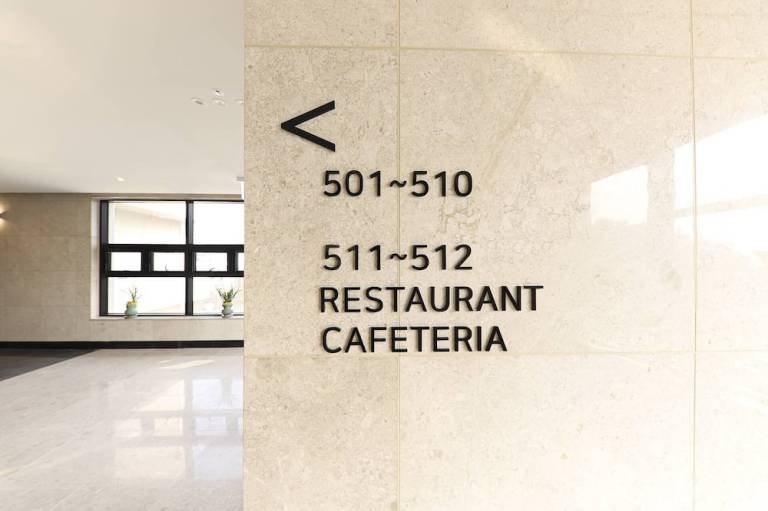 <
501~510
511~512
RESTAURANT
CAFETERIA